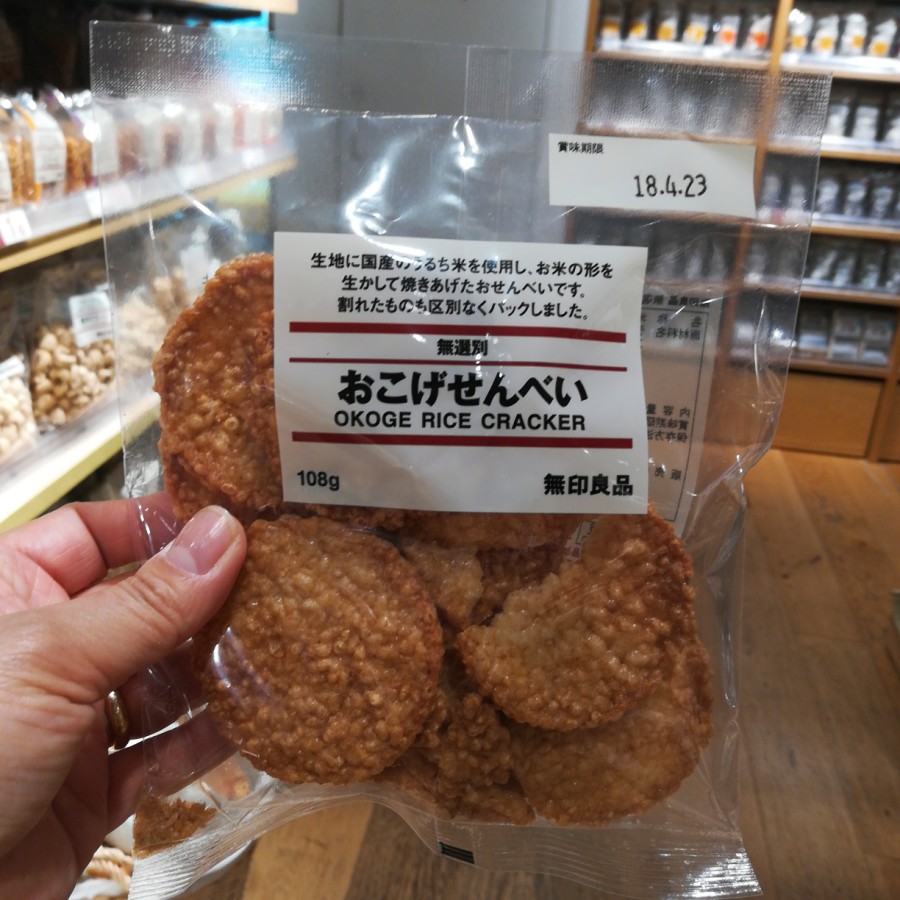 賞味期限
18.4.23
生地に国産のうるち米を使用し、お米の形を
生かして焼きあげたおせんべいです。
割れたものも区別なくパックしました。
無選別
おこげせんべい
OKOGE RICE CRACKER
108g
無印良品